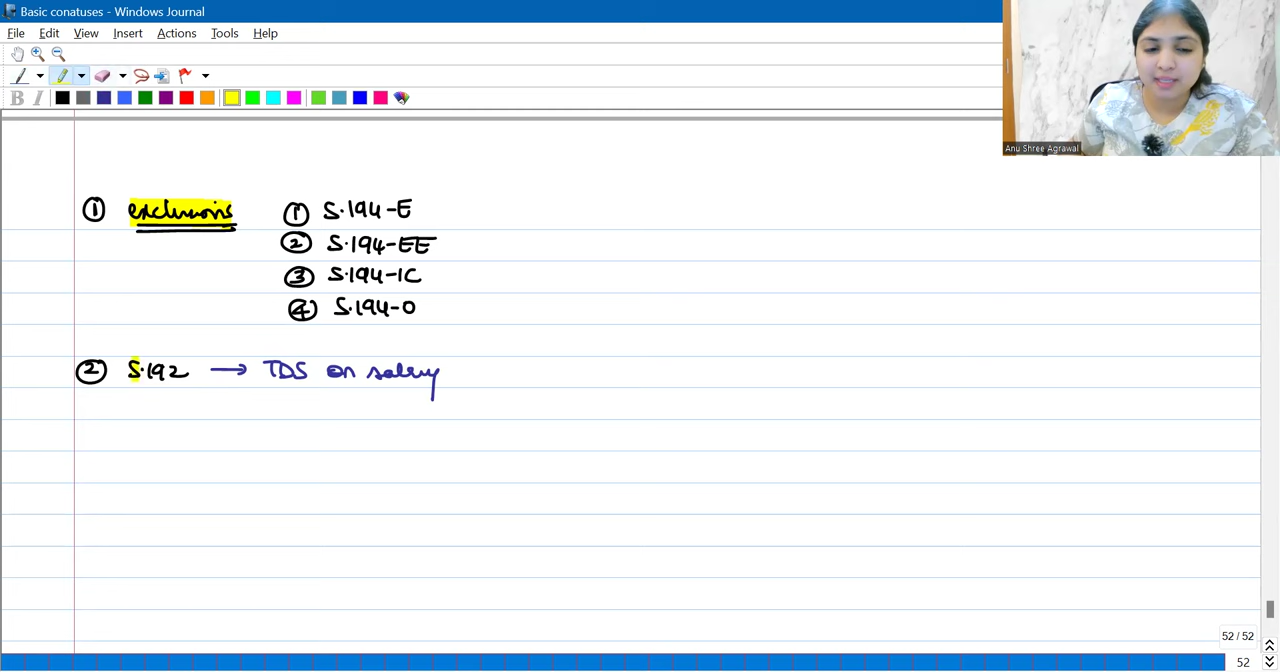 Basic conatuses - Windows Journal
File Edit View Insert Actions Tools Help
B I
Anu Shree Agrawal
① exclusions ① S.194-E
② S.194-EE
③ S.194-IC
④ S.194-O
② S.192 → TDS on salary
52 / 52
52